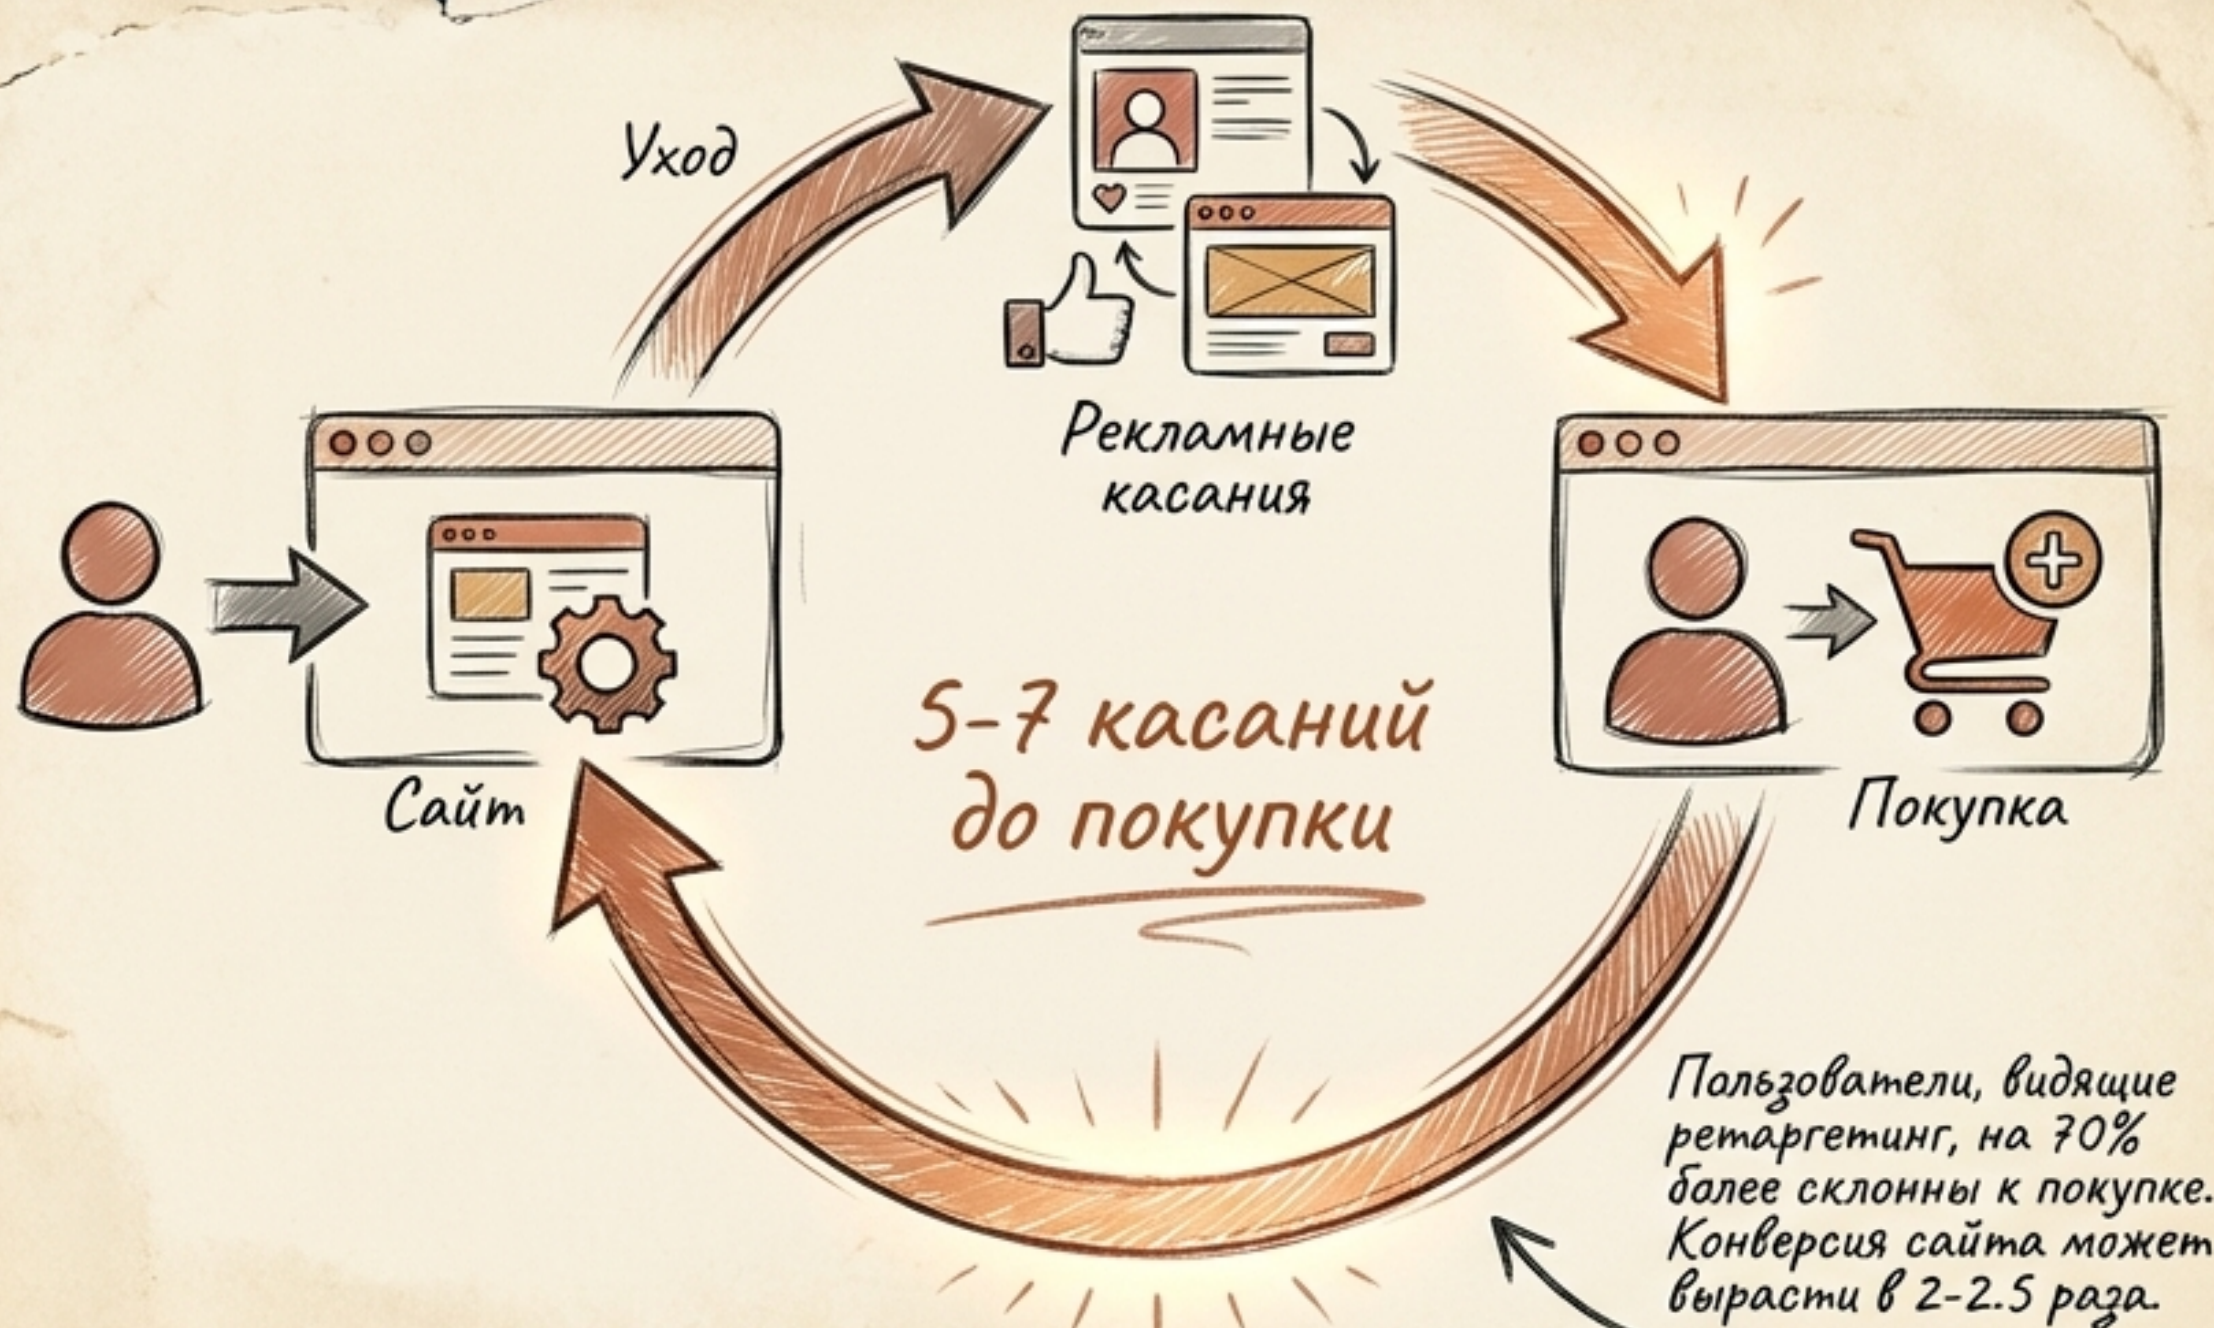 Уход
Рекламные
касания
5-7 касаний
до покупки
Сайт
Покупка
Пользователи, видящие
ретаргетинг, на 70%
более склонны к покупке.
Конверсия сайта может
вырасти в 2-2.5 раза.